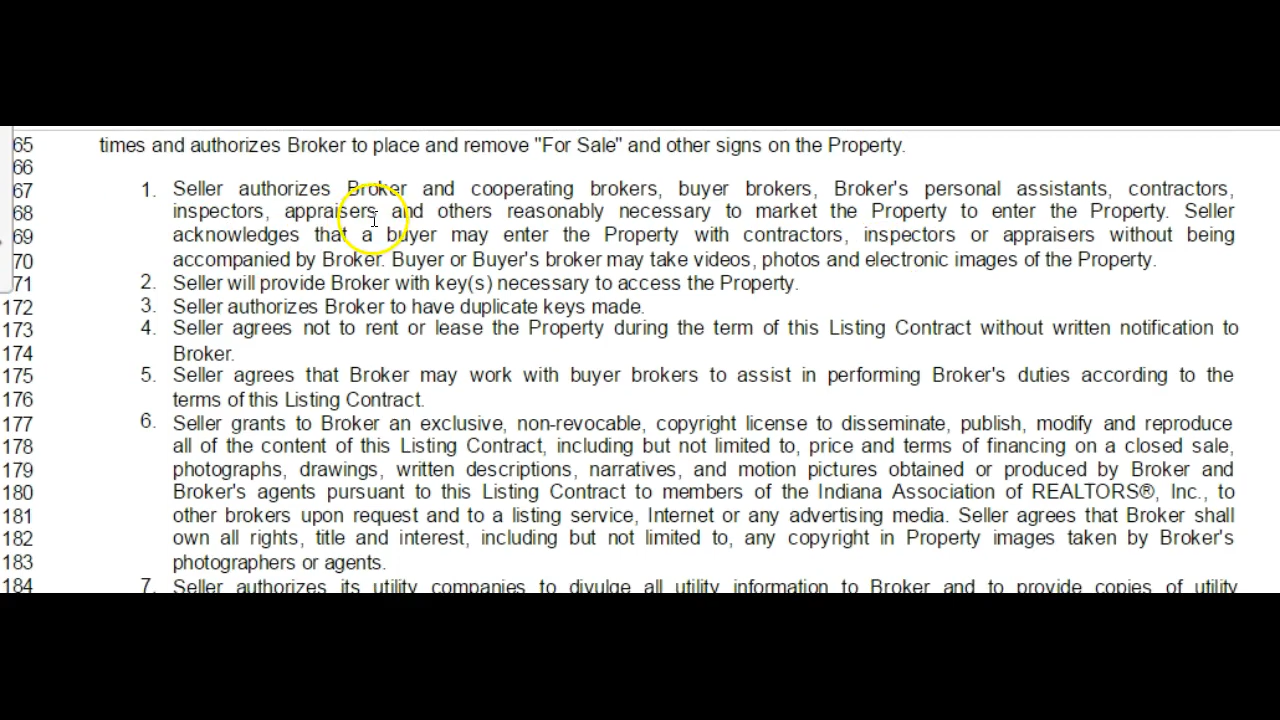 65 times and authorizes Broker to place and remove "For Sale" and other signs on the Property.
66
67 1. Seller authorizes Broker and cooperating brokers, buyer brokers, Broker's personal assistants, contractors,
68 inspectors, appraisers and others reasonably necessary to market the Property to enter the Property. Seller
69 acknowledges that a buyer may enter the Property with contractors, inspectors or appraisers without being
70 accompanied by Broker. Buyer or Buyer's broker may take videos, photos and electronic images of the Property.
71 2. Seller will provide Broker with key(s) necessary to access the Property.
172 3. Seller authorizes Broker to have duplicate keys made.
173 4. Seller agrees not to rent or lease the Property during the term of this Listing Contract without written notification to
174 Broker.
175 5. Seller agrees that Broker may work with buyer brokers to assist in performing Broker's duties according to the
176 terms of this Listing Contract.
177 6. Seller grants to Broker an exclusive, non-revocable, copyright license to disseminate, publish, modify and reproduce
178 all of the content of this Listing Contract, including but not limited to, price and terms of financing on a closed sale,
179 photographs, drawings, written descriptions, narratives, and motion pictures obtained or produced by Broker and
180 Broker's agents pursuant to this Listing Contract to members of the Indiana Association of REALTORS®, Inc., to
181 other brokers upon request and to a listing service, Internet or any advertising media. Seller agrees that Broker shall
182 own all rights, title and interest, including but not limited to, any copyright in Property images taken by Broker's
183 photographers or agents.
184 7. Seller authorizes its utility companies to divulge all utility information to Broker and to provide copies of utility